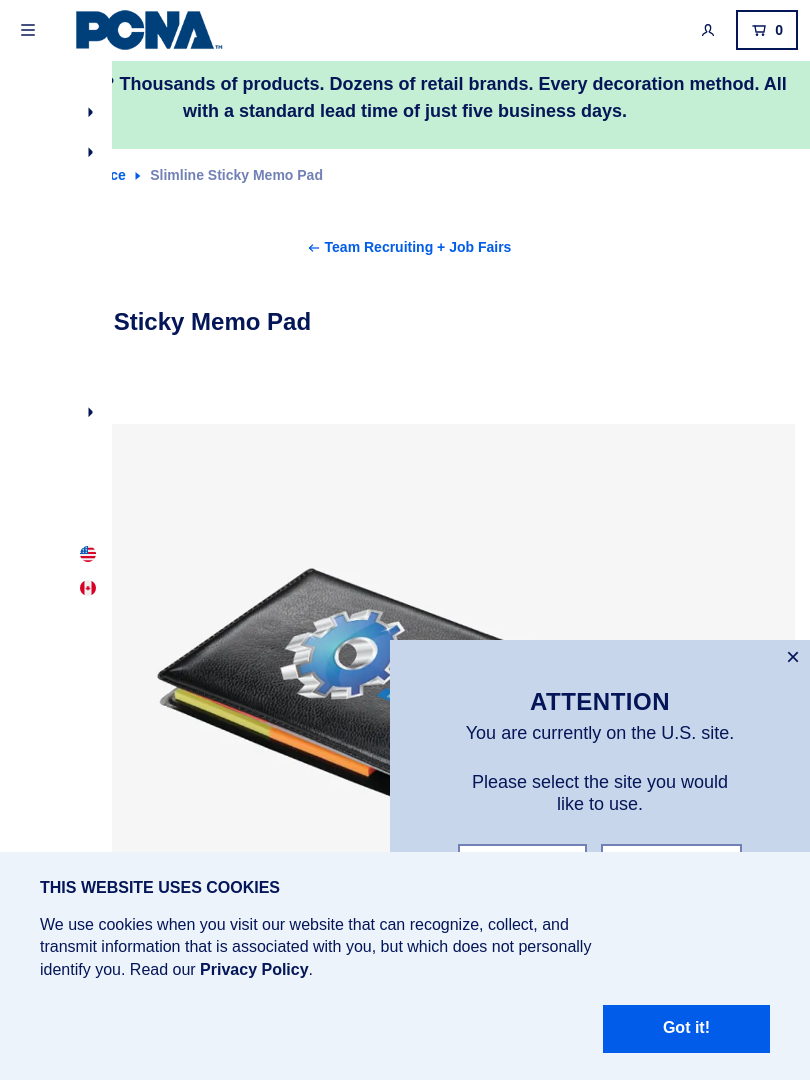 PCNA™
0
? Thousands of products. Dozens of retail brands. Every decoration method. All
with a standard lead time of just five business days.
Slimline Sticky Memo Pad
Team Recruiting + Job Fairs
Sticky Memo Pad
ATTENTION
You are currently on the U.S. site.
Please select the site you would
like to use.
THIS WEBSITE USES COOKIES
We use cookies when you visit our website that can recognize, collect, and
transmit information that is associated with you, but which does not personally
identify you. Read our Privacy Policy.
Got it!